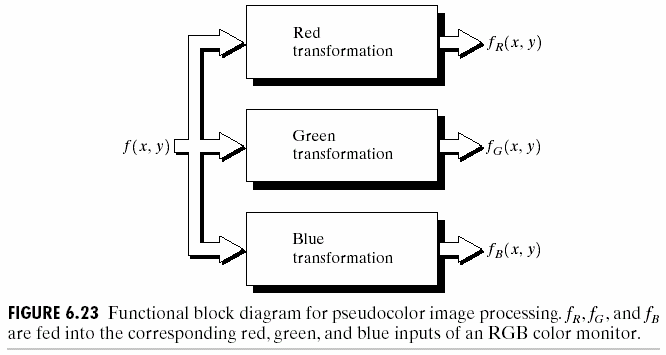 Red
transformation
f_R(x, y)
f(x, y)
Green
transformation
f_G(x, y)
Blue
transformation
f_B(x, y)
FIGURE 6.23 Functional block diagram for pseudocolor image processing. f_R, f_G, and f_B
are fed into the corresponding red, green, and blue inputs of an RGB color monitor.